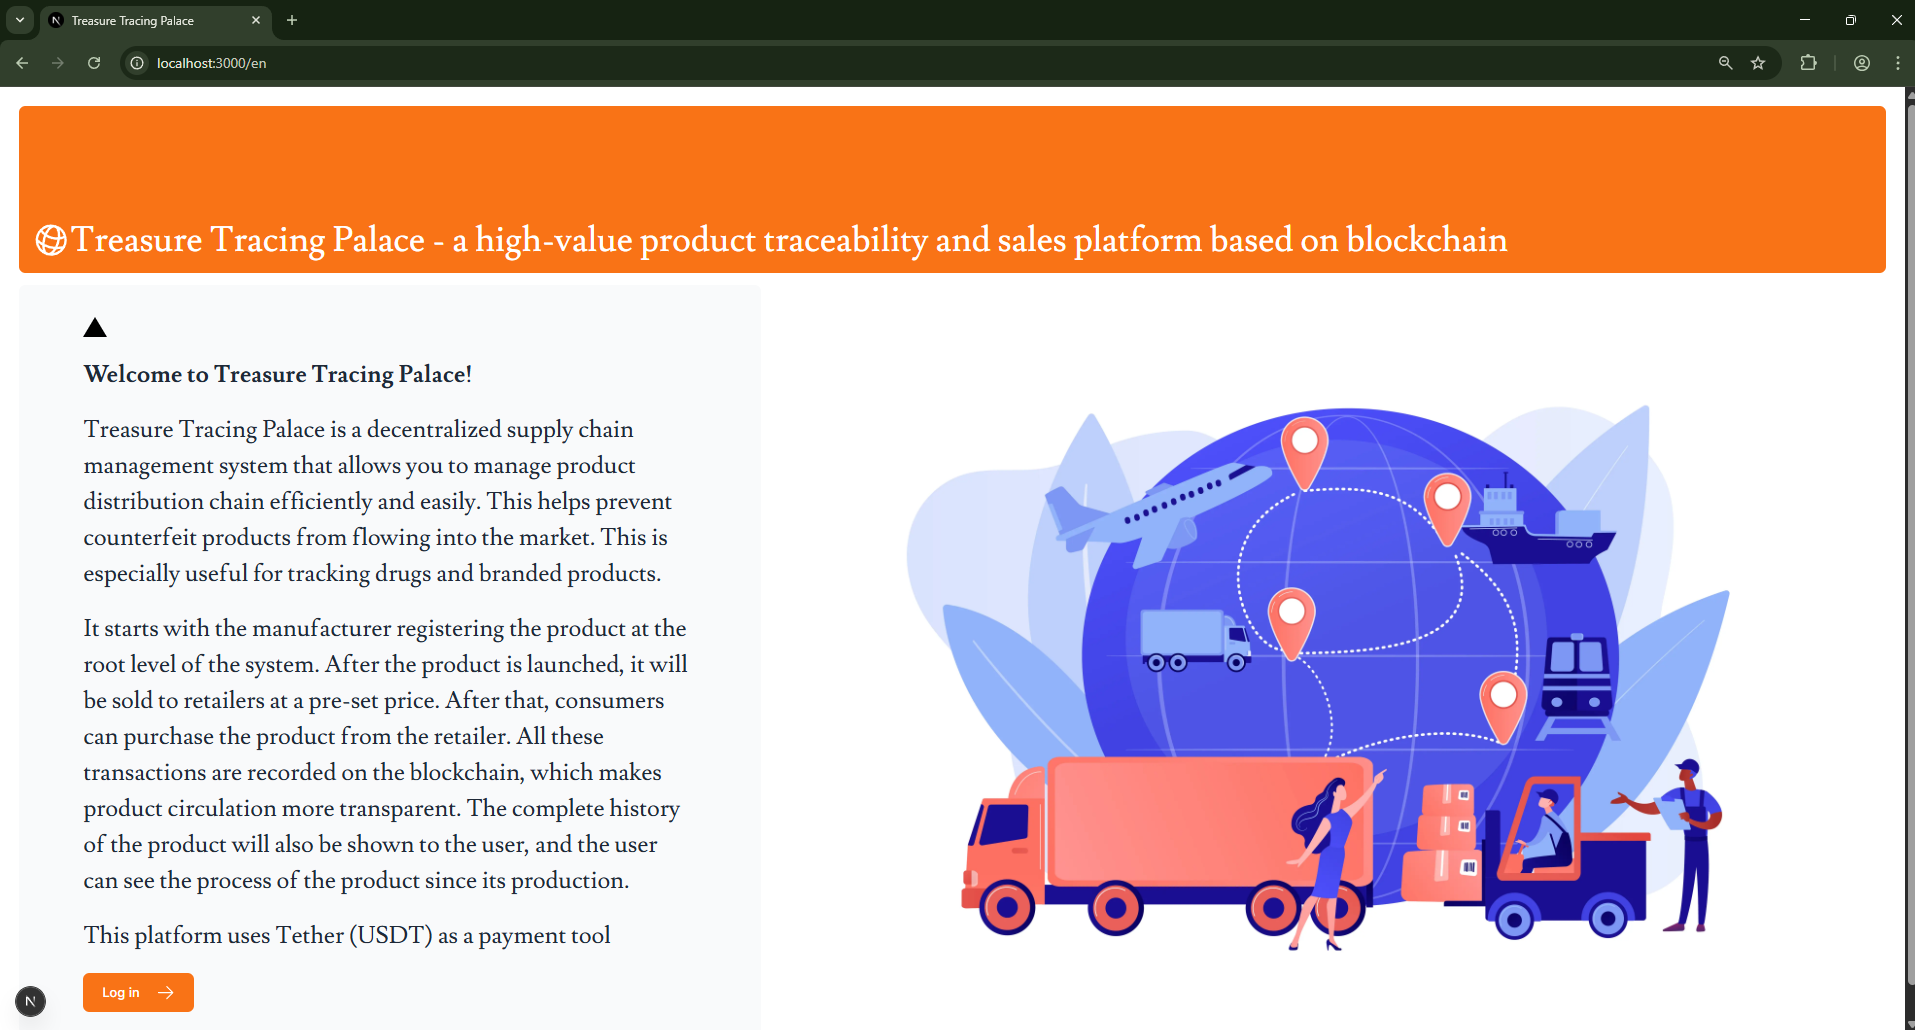 Treasure Tracing Palace
localhost:3000/en
Treasure Tracing Palace - a high-value product traceability and sales platform based on blockchain
Welcome to Treasure Tracing Palace!
Treasure Tracing Palace is a decentralized supply chain
management system that allows you to manage product
distribution chain efficiently and easily. This helps prevent
counterfeit products from flowing into the market. This is
especially useful for tracking drugs and branded products.
It starts with the manufacturer registering the product at the
root level of the system. After the product is launched, it will
be sold to retailers at a pre-set price. After that, consumers
can purchase the product from the retailer. All these
transactions are recorded on the blockchain, which makes
product circulation more transparent. The complete history
of the product will also be shown to the user, and the user
can see the process of the product since its production.
This platform uses Tether (USDT) as a payment tool
Log in
N